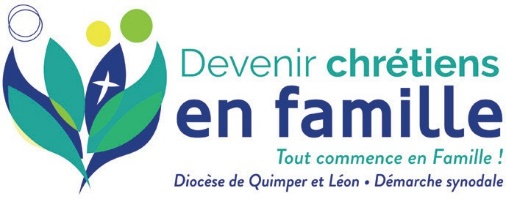 Devenir chrétiens
en famille
Tout commence en Famille !
Diocèse de Quimper et Léon • Démarche synodale